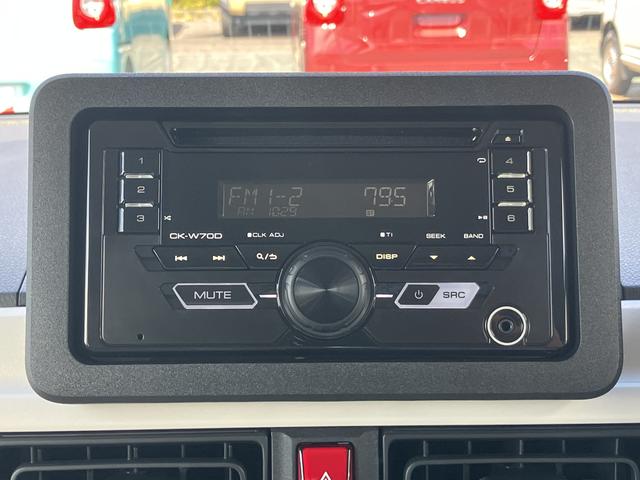 1
2
3
4
5
6
FM1-2 795
AM 10:29
CK-W70D CLK ADJ TI SEEK BAND
DISP
MUTE
SRC